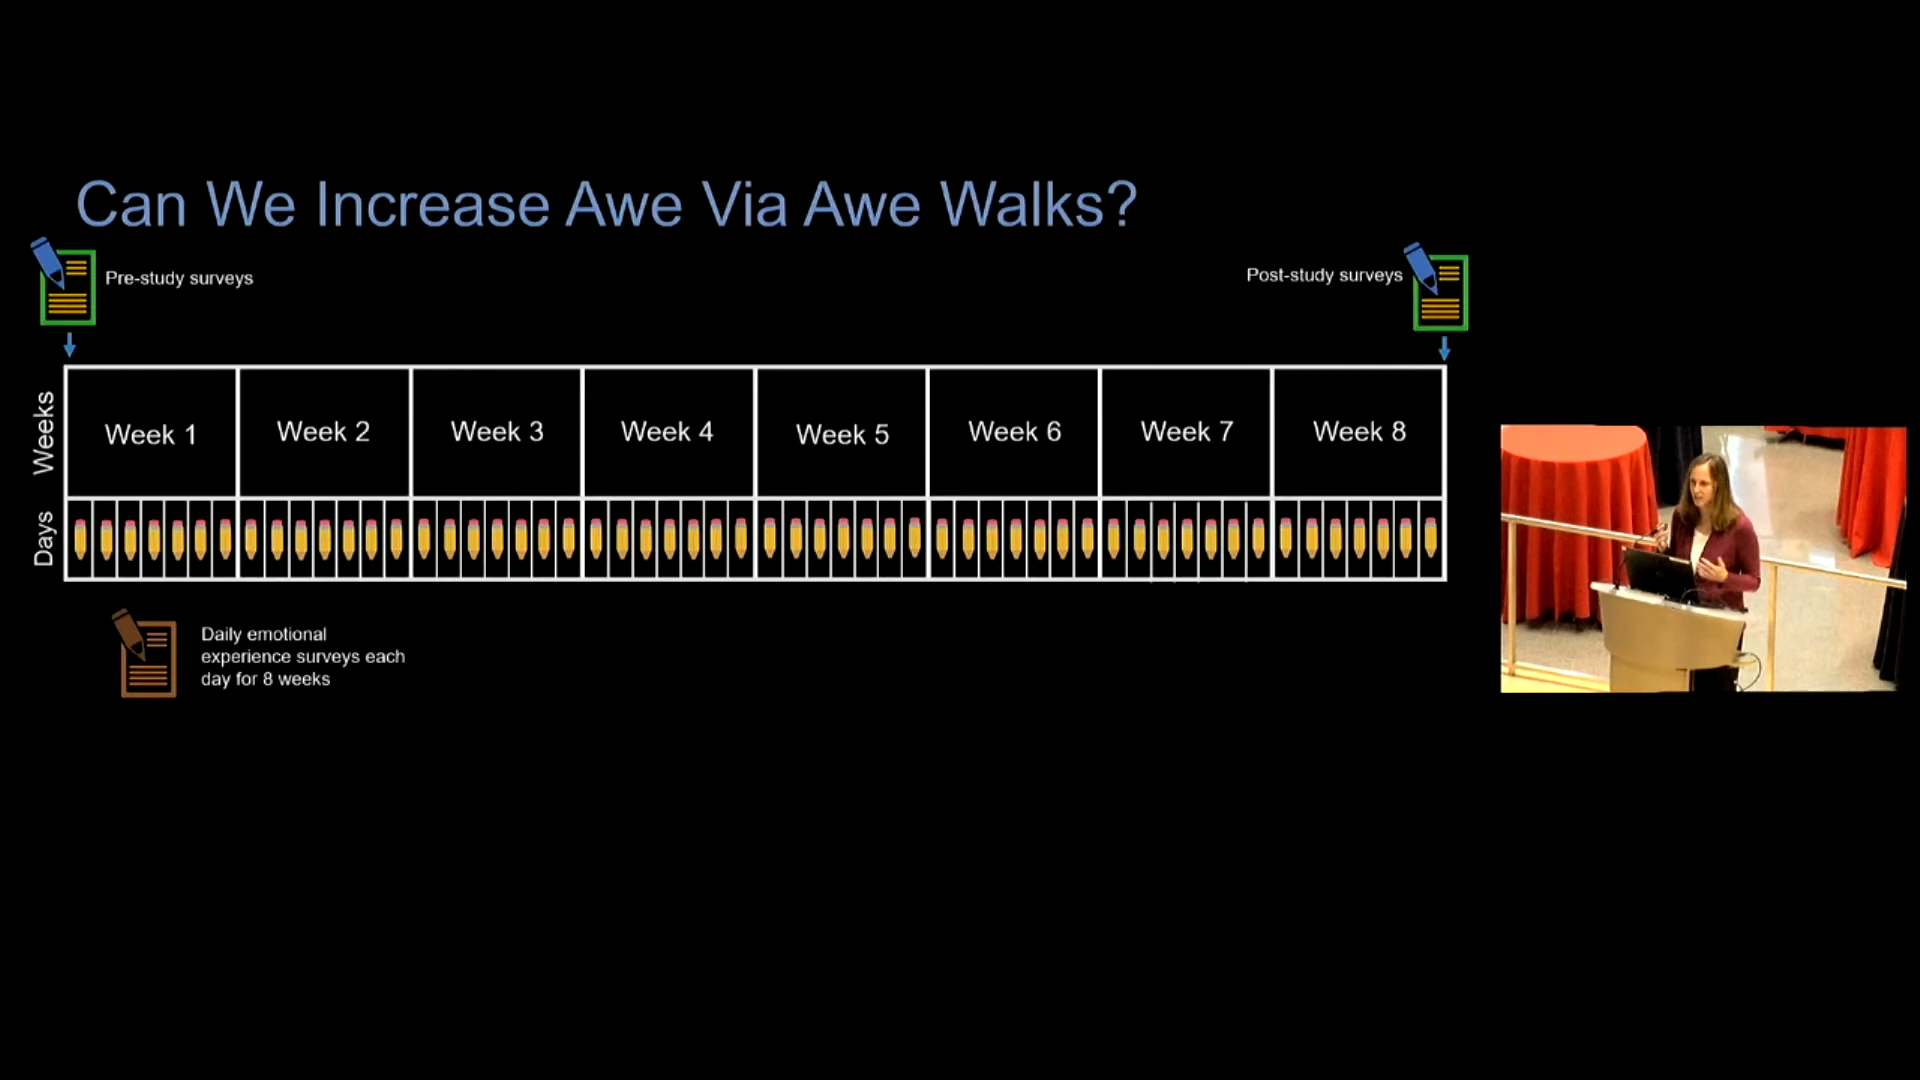 Can We Increase Awe Via Awe Walks?
Pre-study surveys
Post-study surveys
Weeks
Week 1
Week 2
Week 3
Week 4
Week 5
Week 6
Week 7
Week 8
Days
Daily emotional
experience surveys each
day for 8 weeks